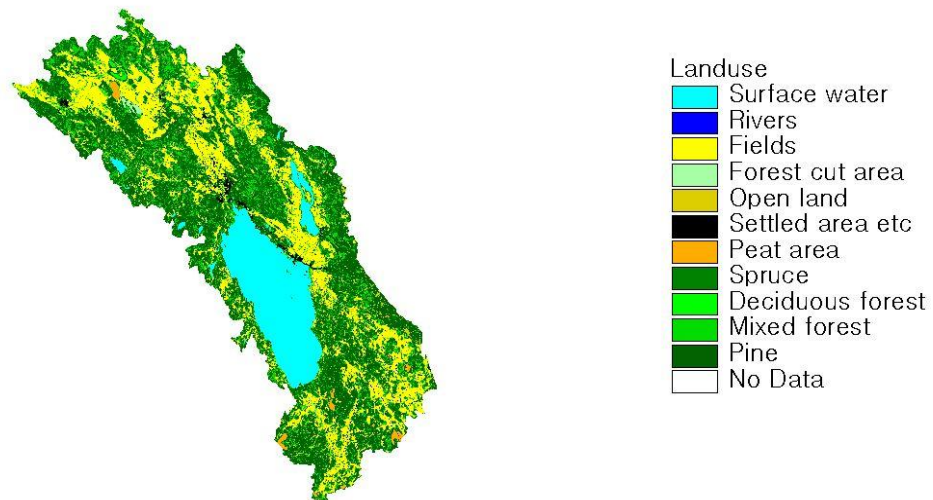 Landuse
Surface water
Rivers
Fields
Forest cut area
Open land
Settled area etc
Peat area
Spruce
Deciduous forest
Mixed forest
Pine
No Data